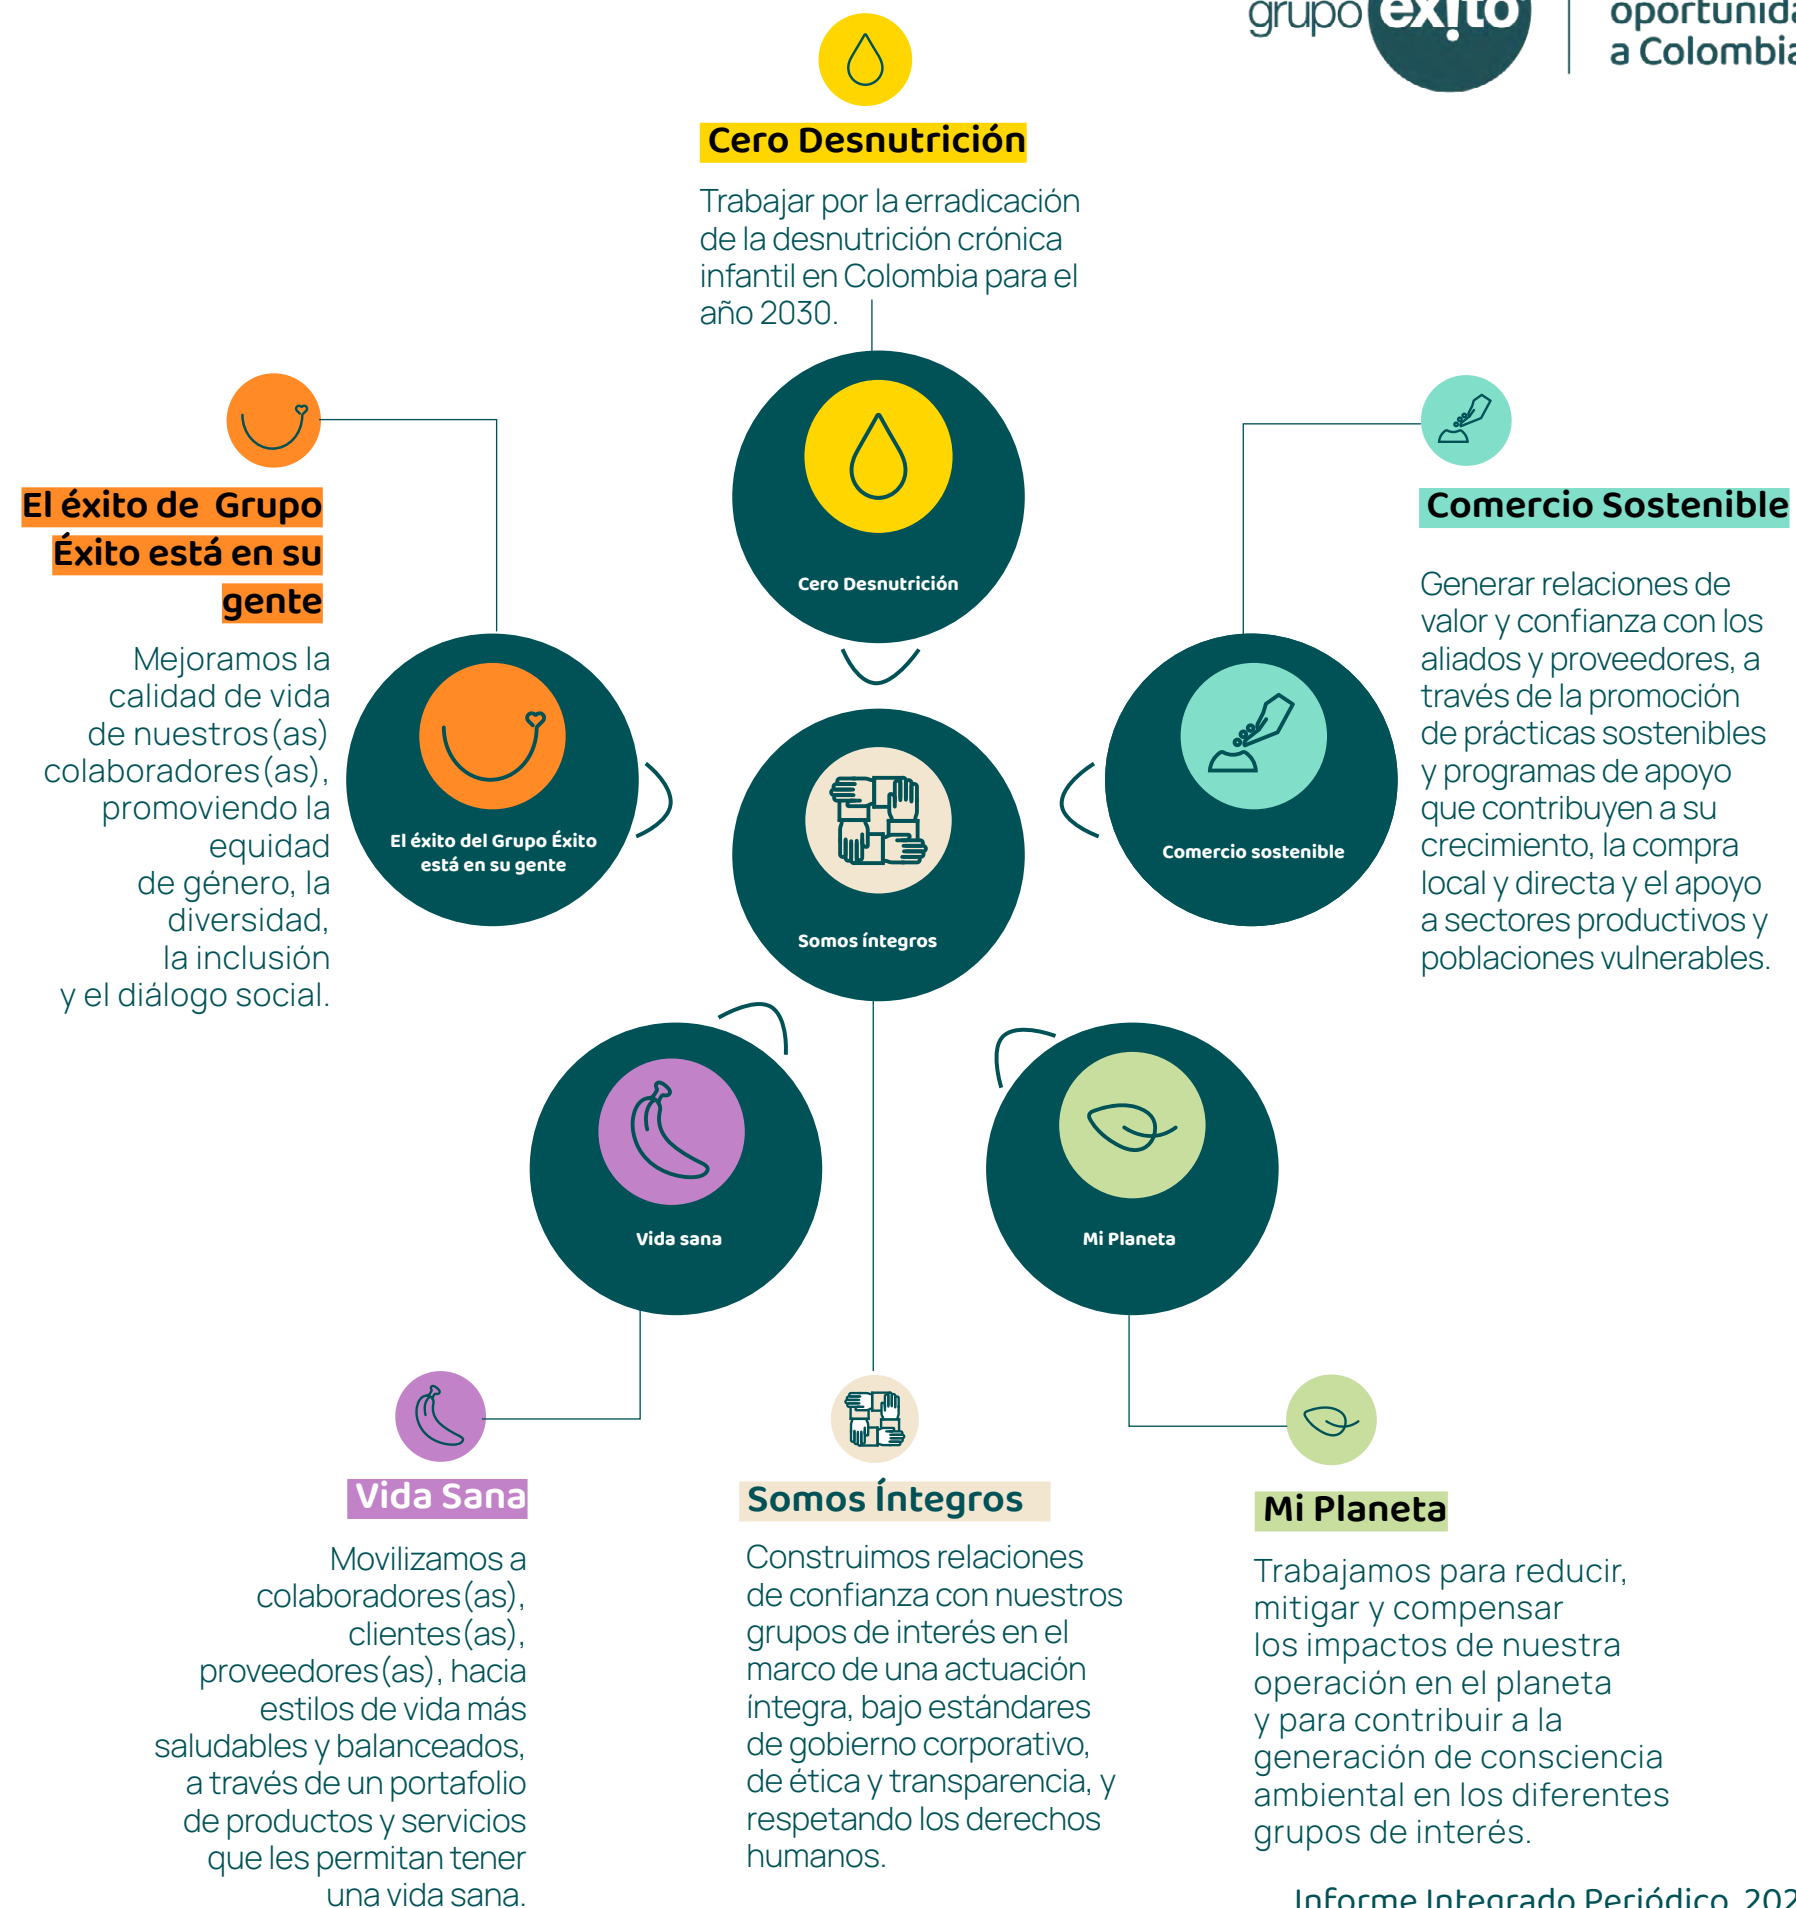 grupo éxito
a Colombia
Cero Desnutrición
Trabajar por la erradicación
de la desnutrición crónica
infantil en Colombia para el
año 2030.
Cero Desnutrición
El éxito de Grupo
Éxito está en su
gente
Mejoramos la
calidad de vida
de nuestros(as)
colaboradores(as),
promoviendo la
equidad
de género, la
diversidad,
la inclusión
y el diálogo social.
El éxito del Grupo Éxito
está en su gente
Somos íntegros
Comercio sostenible
Comercio Sostenible
Generar relaciones de
valor y confianza con los
aliados y proveedores, a
través de la promoción
de prácticas sostenibles
y programas de apoyo
que contribuyen a su
crecimiento, la compra
local y directa y el apoyo
a sectores productivos y
poblaciones vulnerables.
Vida sana
Mi Planeta
Vida Sana
Movilizamos a
colaboradores(as),
clientes(as),
proveedores(as), hacia
estilos de vida más
saludables y balanceados,
a través de un portafolio
de productos y servicios
que les permitan tener
una vida sana.
Somos Íntegros
Construimos relaciones
de confianza con nuestros
grupos de interés en el
marco de una actuación
íntegra, bajo estándares
de gobierno corporativo,
de ética y transparencia, y
respetando los derechos
humanos.
Mi Planeta
Trabajamos para reducir,
mitigar y compensar
los impactos de nuestra
operación en el planeta
y para contribuir a la
generación de consciencia
ambiental en los diferentes
grupos de interés.
Informe Integrado Periódico 202